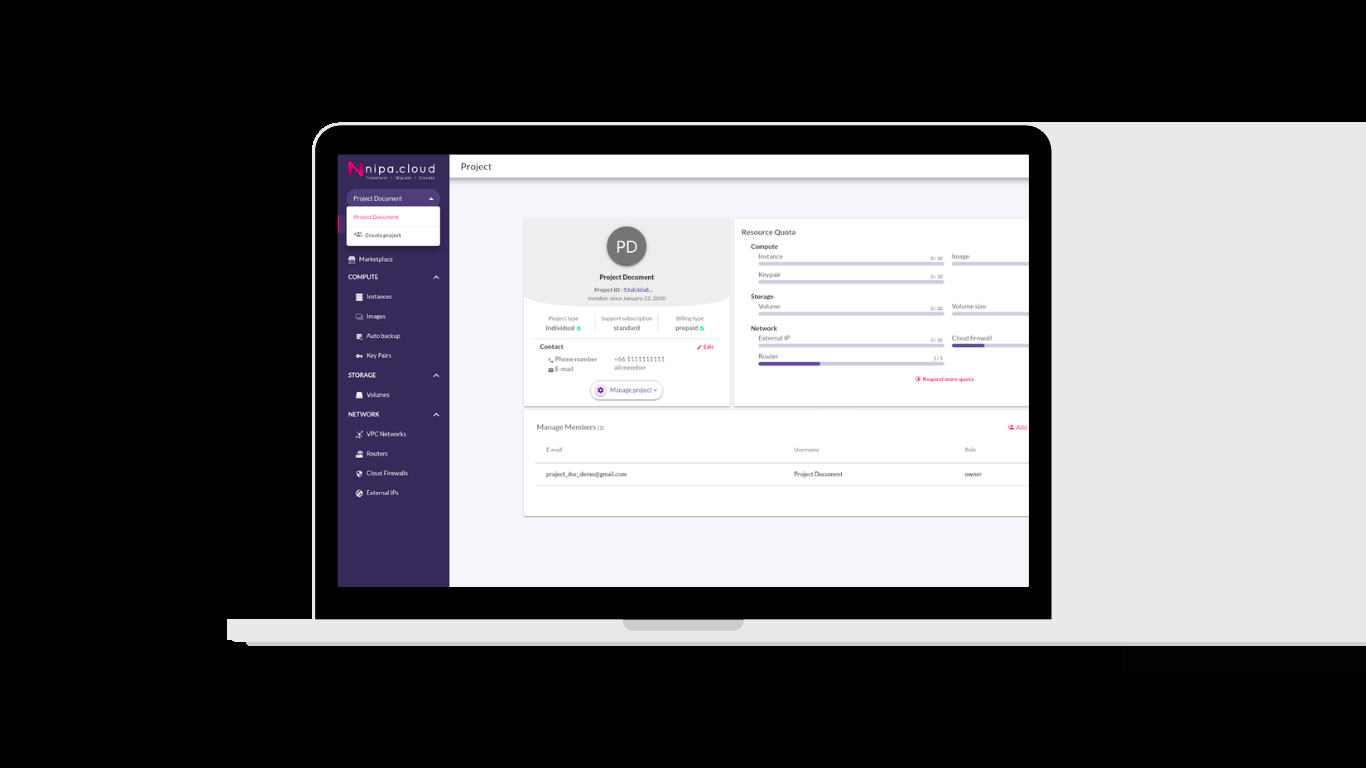 nipa.cloud
Transform | Migrate | Elevate
Project Document
Project Document
Create project
Marketplace
COMPUTE
Instances
Images
Auto backup
Key Pairs
STORAGE
Volumes
NETWORK
VPC Networks
Routers
Cloud Firewalls
External IPs
Project
PD
Project Document
Project ID :
member since January 22, 2020
Project type
individual
Support subscription
standard
Billing type
prepaid
Contact
Edit
Phone number +66 1111111111
E-mail all member
Manage project
Resource Quota
Compute
Instance 0/10 Image
Keypair 0/10
Storage
Volume 0/10 Volume size
Network
External IP Cloud firewall
Router
Request more quota
Manage Members (1)
Add
E-mail Username Role
project_doc_demo@gmail.com Project Document owner